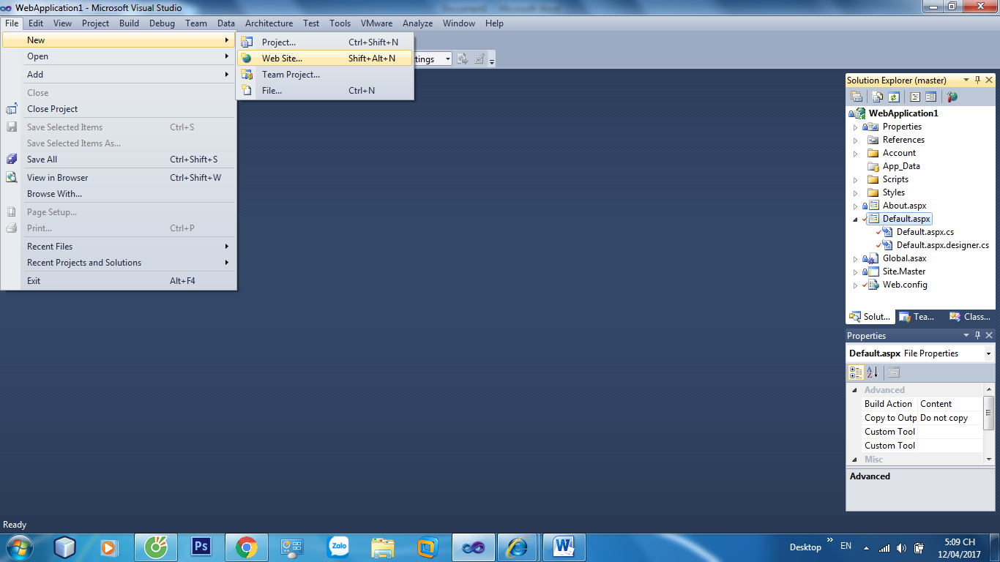 WebApplication1 - Microsoft Visual Studio
File Edit View Project Build Debug Team Data Architecture Test Tools VMware Analyze Window Help
New
Open
Add
Close
Close Project
Save Selected Items Ctrl+S
Save Selected Items As...
Save All Ctrl+Shift+S
View in Browser Ctrl+Shift+W
Browse With...
Page Setup...
Print... Ctrl+P
Recent Files
Recent Projects and Solutions
Exit Alt+F4
Project... Ctrl+Shift+N
Web Site... Shift+Alt+N
Team Project...
File... Ctrl+N
ttings
Solution Explorer (master)
WebApplication1
Properties
References
Account
App_Data
Scripts
Styles
About.aspx
Default.aspx
Default.aspx.cs
Default.aspx.designer.cs
Global.asax
Site.Master
Web.config
Solut... Tea... Class...
Properties
Default.aspx File Properties
Advanced
Build Action Content
Copy to Outp Do not copy
Custom Tool
Custom Tool
Misc
Advanced
Ready
Ps
Zalo
W
Desktop
EN
5:09 CH
12/04/2017